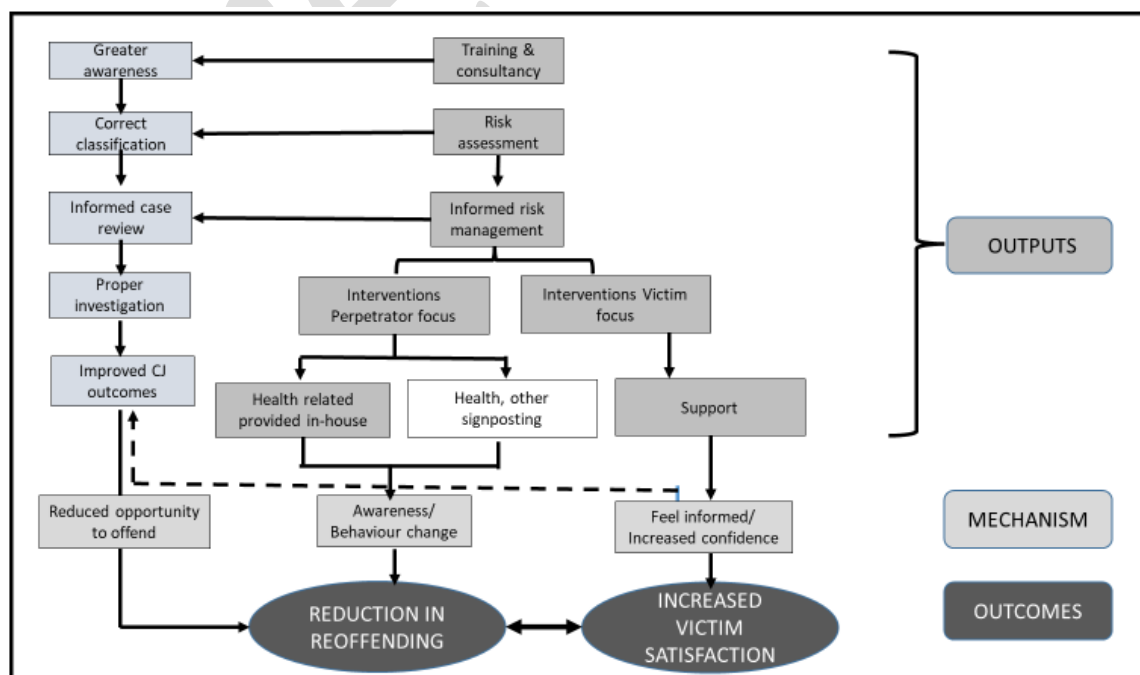 Greater
awareness
Training &
consultancy
Correct
classification
Risk
assessment
Informed case
review
Informed risk
management
OUTPUTS
Proper
investigation
Interventions
Perpetrator focus
Interventions Victim
focus
Improved CJ
outcomes
Health related
provided in-house
Health, other
signposting
Support
Reduced opportunity
to offend
Awareness/
Behaviour change
Feel informed/
Increased confidence
MECHANISM
REDUCTION IN
REOFFENDING
INCREASED
VICTIM
SATISFACTION
OUTCOMES